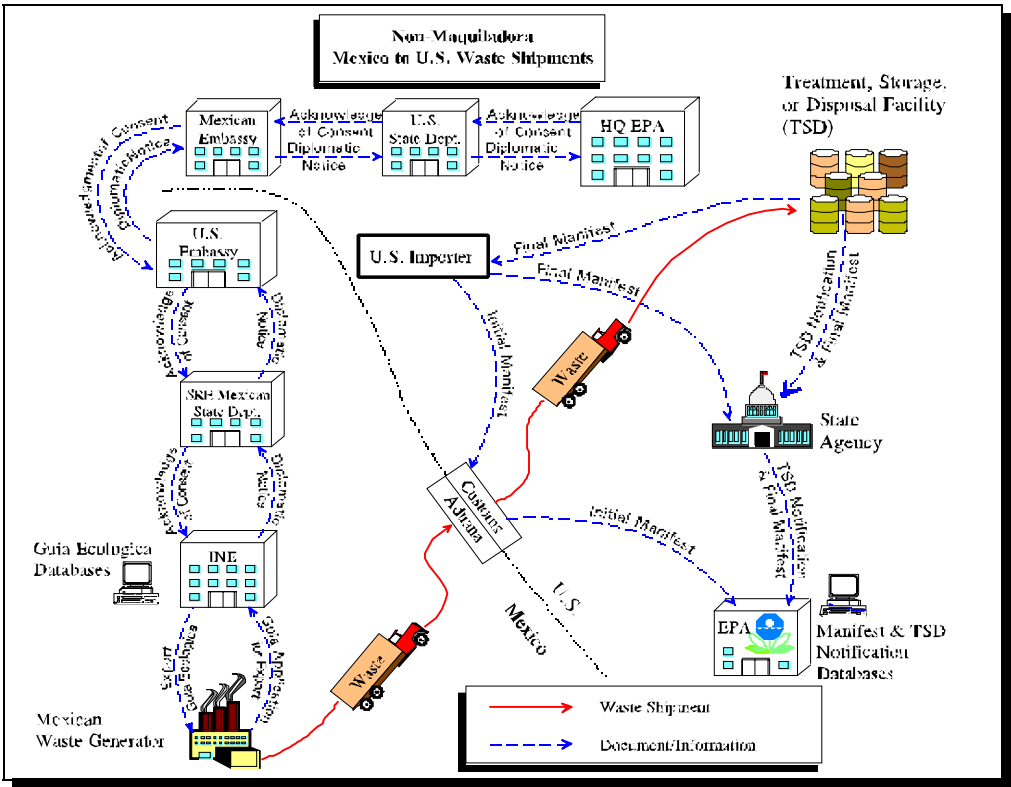 Non-Maquiladora
Mexico to U.S. Waste Shipments
Treatment, Storage,
or Disposal Facility
(TSD)
Mexican
Embassy
Acknowledge
of Consent
Diplomatic
Notice
U.S.
State Dept.
Acknowledge
of Consent
Diplomatic
Notice
HQ EPA
Acknowledgmental Consent
Diplomatic Notice
U.S.
Embassy
U.S. Importer
Final Manifest
Final Manifest
Initial Manifest
TSD Notification
& Final Manifest
Acknowledge
of Consent
Diplomatic
Notice
Waste
SRE Mexican
State Dept.
State
Agency
Acknowledge
of Consent
Diplomatic
Notice
Customs
Aduana
Initial Manifest
TSD Notification
& Final
Manifest
Guia Ecologica
Databases
INE
U.S.
Mexico
EPA
Manifest & TSD
Notification
Databases
Export
Guia Ecologica
Guia Application
for Export
Waste
Mexican
Waste Generator
Waste Shipment
Document/Information